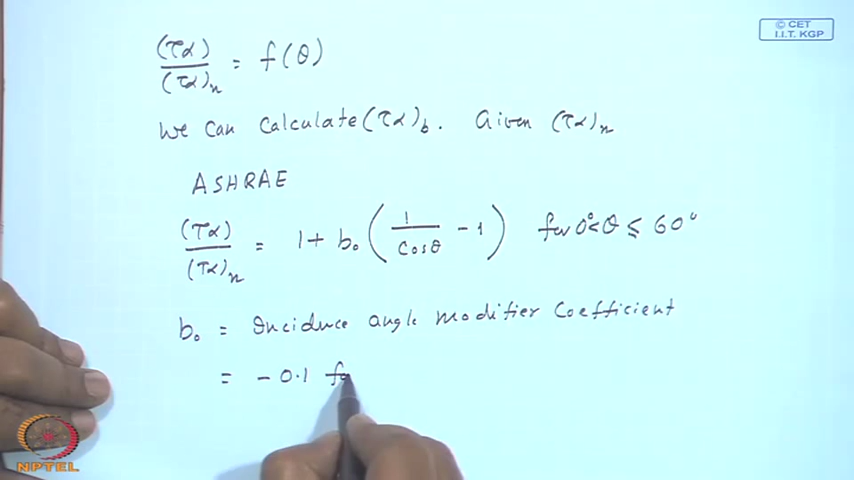 © CET
I.I.T. KGP
(τα) / (τα)n = f(θ)
We can calculate (τα)b. Given (τα)n
ASHRAE
(τα) / (τα)n = 1 + b₀ (1 / cosθ − 1) for 0°< θ ≤ 60°
b₀ = Incidence angle modifier coefficient
= − 0.1 fo
NPTEL